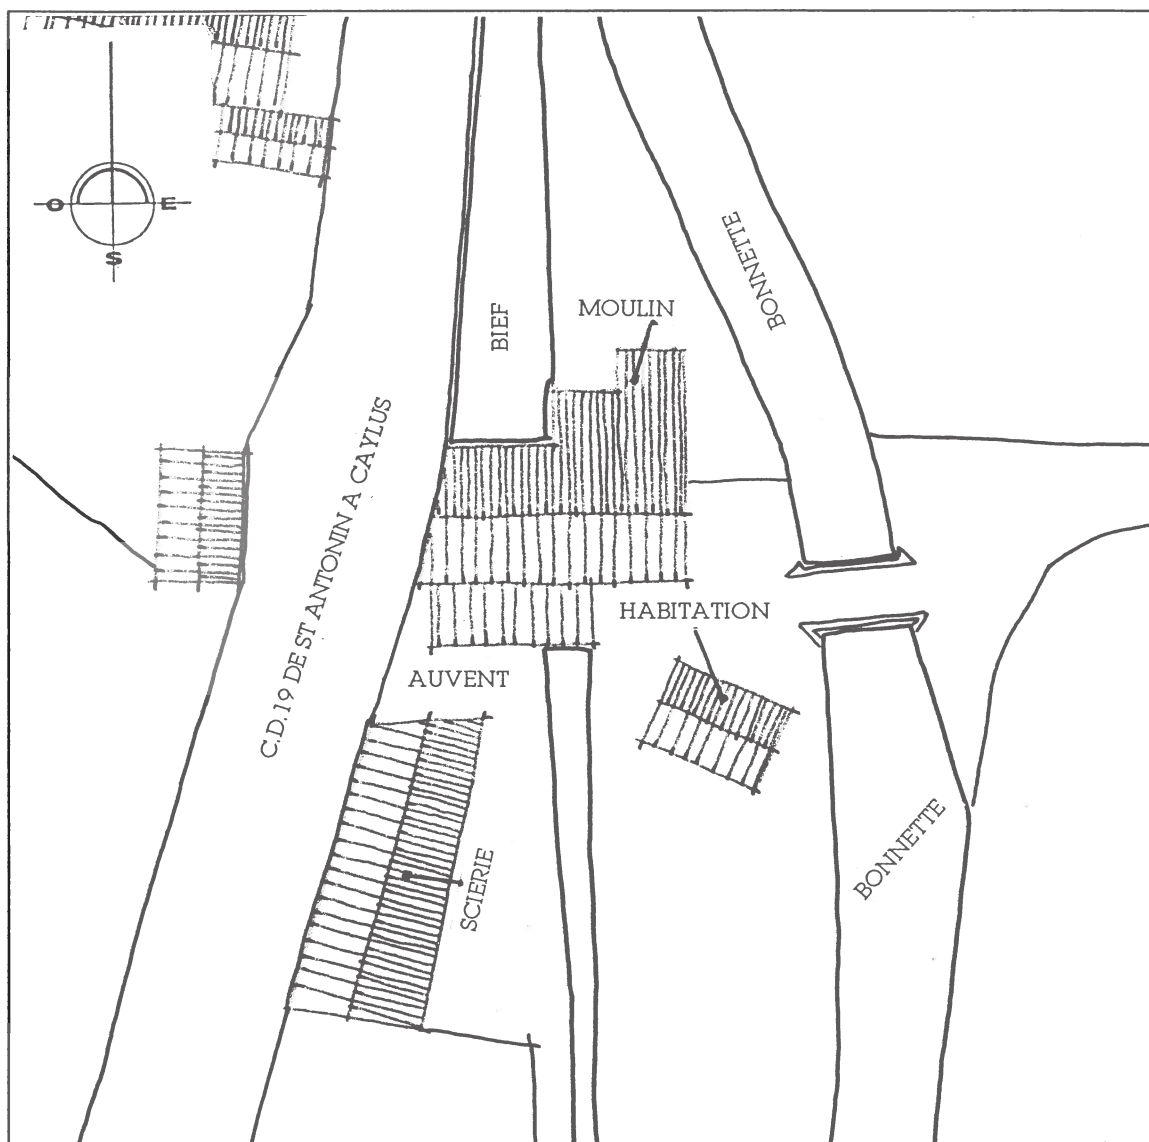 O
E
S
BONNETTE
MOULIN
BIEF
C.D.19 DE ST ANTONIN A CAYLUS
HABITATION
AUVENT
BONNETTE
SCIERIE